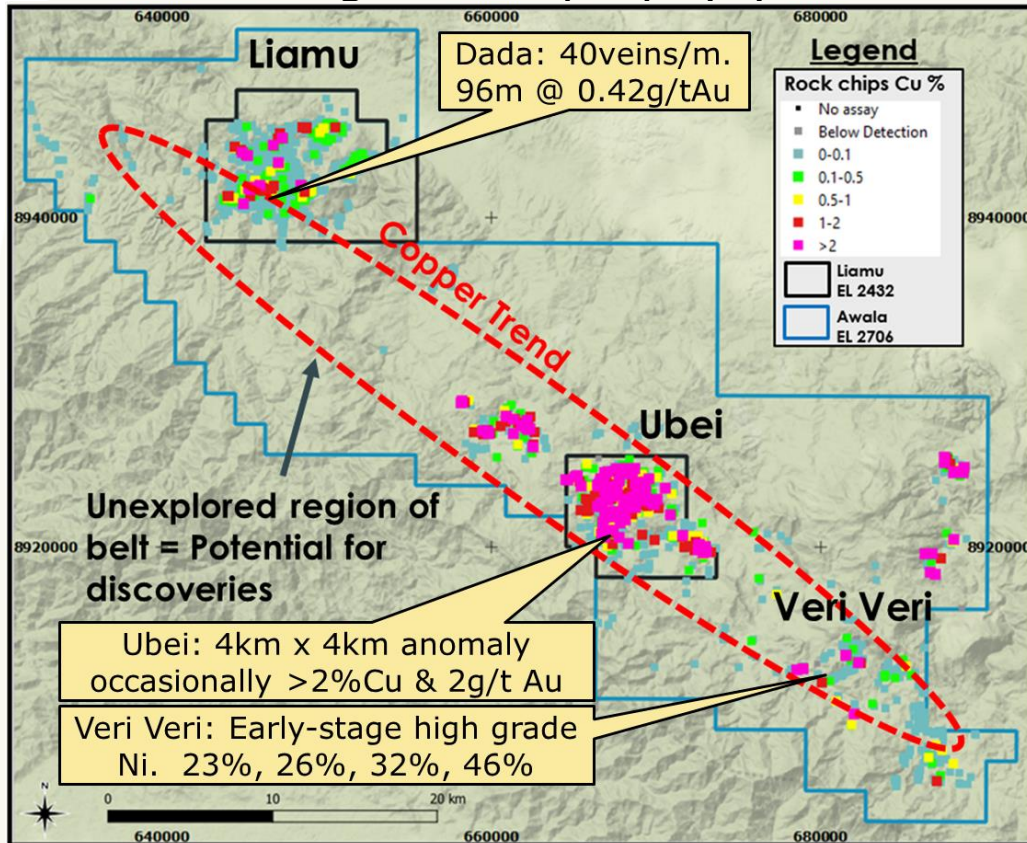 640000
660000
680000
Liamu
Dada: 40veins/m.
96m @ 0.42g/tAu
Legend
Rock chips Cu %
No assay
Below Detection
0-0.1
0.1-0.5
0.5-1
1-2
>2
Liamu
EL 2432
Awala
EL 2706
8940000
8940000
Copper Trend
Ubei
Unexplored region of
belt = Potential for
discoveries
8920000
8920000
Veri Veri
Ubei: 4km x 4km anomaly
occasionally >2%Cu & 2g/t Au
Veri Veri: Early-stage high grade
Ni. 23%, 26%, 32%, 46%
N
0
10
20 km
640000
660000
680000